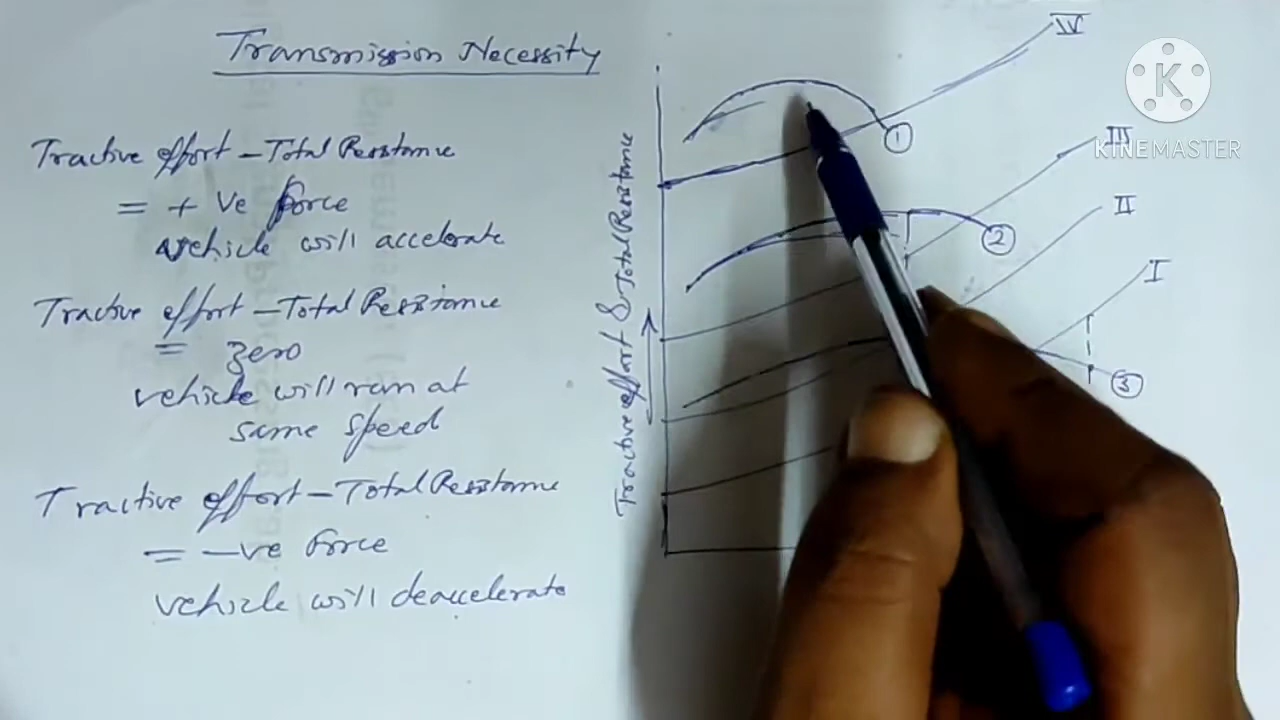 Transmission Necessity
Tractive effort - Total Resistance
= + Ve force
vehicle will accelerate
Tractive effort - Total Resistance
= zero
vehicle will run at
same speed
Tractive effort - Total Resistance
= -ve force
vehicle will deaccelerate
Tractive effort & Total Resistance
IV
1
III
II
2
I
3
K
KINEMASTER